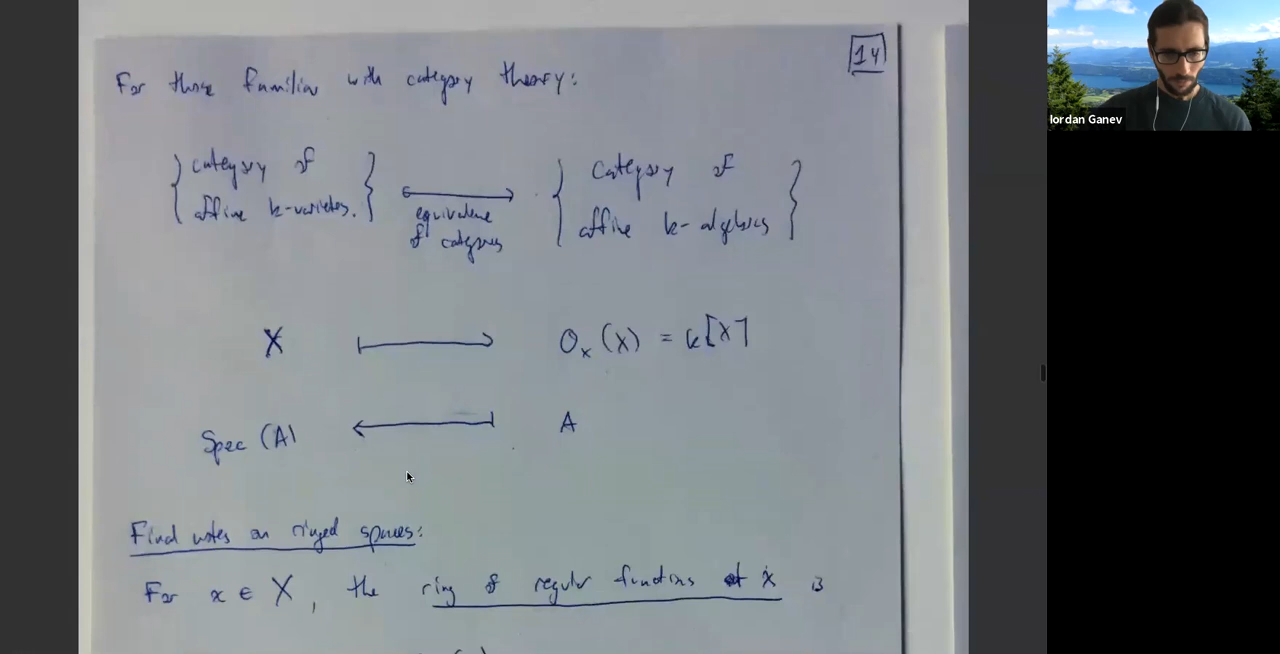 14
For those familiar with category theory:
{ category of affine k-varieties. } ⟷ { Category of affine k-algebras }
equivalence of categories
X ⟼ O_X(X) = k[X]
Spec(A) ⟻ A
Final notes on ringed spaces:
For x ∈ X, the ring of regular functions at x is
Iordan Ganev